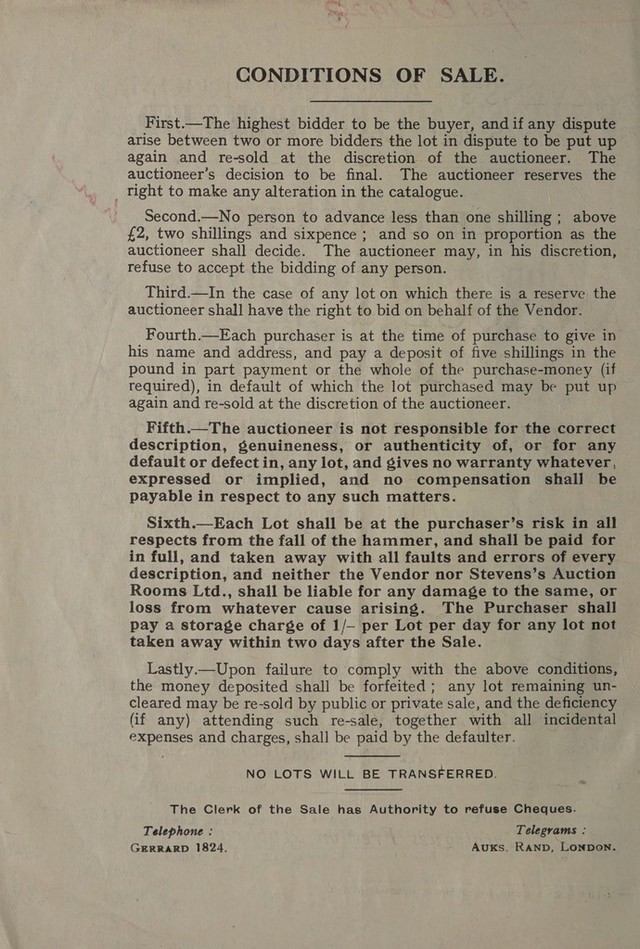 CONDITIONS OF SALE.
First.—The highest bidder to be the buyer, and if any dispute
arise between two or more bidders the lot in dispute to be put up
again and re-sold at the discretion of the auctioneer. The
auctioneer's decision to be final. The auctioneer reserves the
right to make any alteration in the catalogue.
Second.—No person to advance less than one shilling; above
£2, two shillings and sixpence; and so on in proportion as the
auctioneer shall decide. The auctioneer may, in his discretion,
refuse to accept the bidding of any person.
Third.—In the case of any lot on which there is a reserve the
auctioneer shall have the right to bid on behalf of the Vendor.
Fourth.—Each purchaser is at the time of purchase to give in
his name and address, and pay a deposit of five shillings in the
pound in part payment or the whole of the purchase-money (if
required), in default of which the lot purchased may be put up
again and re-sold at the discretion of the auctioneer.
Fifth.—The auctioneer is not responsible for the correct
description, genuineness, or authenticity of, or for any
default or defect in, any lot, and gives no warranty whatever,
expressed or implied, and no compensation shall be
payable in respect to any such matters.
Sixth.—Each Lot shall be at the purchaser's risk in all
respects from the fall of the hammer, and shall be paid for
in full, and taken away with all faults and errors of every
description, and neither the Vendor nor Stevens's Auction
Rooms Ltd., shall be liable for any damage to the same, or
loss from whatever cause arising. The Purchaser shall
pay a storage charge of 1/– per Lot per day for any lot not
taken away within two days after the Sale.
Lastly.—Upon failure to comply with the above conditions,
the money deposited shall be forfeited; any lot remaining un-
cleared may be re-sold by public or private sale, and the deficiency
(if any) attending such re-sale, together with all incidental
expenses and charges, shall be paid by the defaulter.
NO LOTS WILL BE TRANSFERRED.
The Clerk of the Sale has Authority to refuse Cheques.
Telephone : Telegrams :
GERRARD 1824. AUKS, RAND, LONDON.